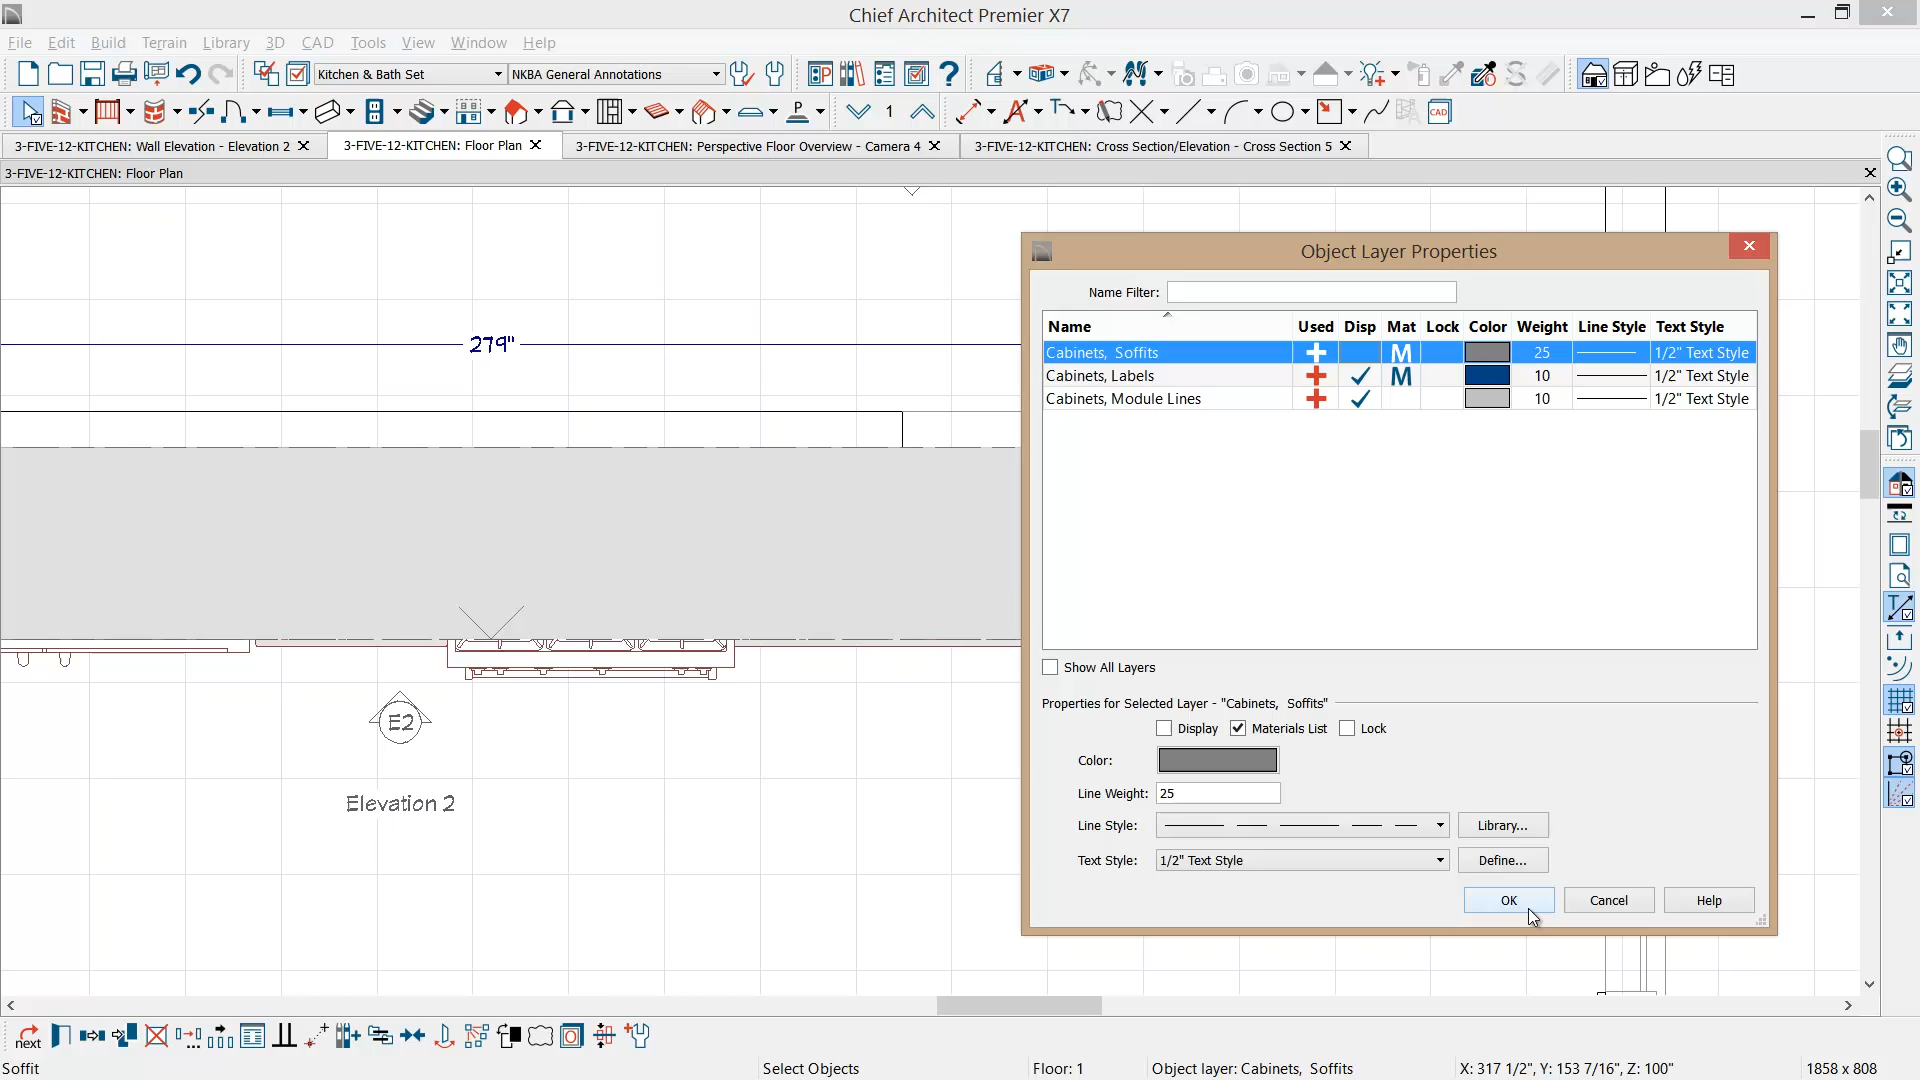 Chief Architect Premier X7
File Edit Build Terrain Library 3D CAD Tools View Window Help
Kitchen & Bath Set NKBA General Annotations
1 CAD
3-FIVE-12-KITCHEN: Wall Elevation - Elevation 2 3-FIVE-12-KITCHEN: Floor Plan 3-FIVE-12-KITCHEN: Perspective Floor Overview - Camera 4 3-FIVE-12-KITCHEN: Cross Section/Elevation - Cross Section 5
3-FIVE-12-KITCHEN: Floor Plan
279"
E2
Elevation 2
Object Layer Properties
Name Filter:
Name Used Disp Mat Lock Color Weight Line Style Text Style
Cabinets,  Soffits M 25 1/2" Text Style
Cabinets, Labels M 10 1/2" Text Style
Cabinets, Module Lines 10 1/2" Text Style
Show All Layers
Properties for Selected Layer - "Cabinets,  Soffits"
Display Materials List Lock
Color:
Line Weight: 25
Line Style: Library...
Text Style: 1/2" Text Style Define...
OK Cancel Help
next
Soffit Select Objects Floor: 1 Object layer: Cabinets,  Soffits X: 317 1/2", Y: 153 7/16", Z: 100" 1858 x 808